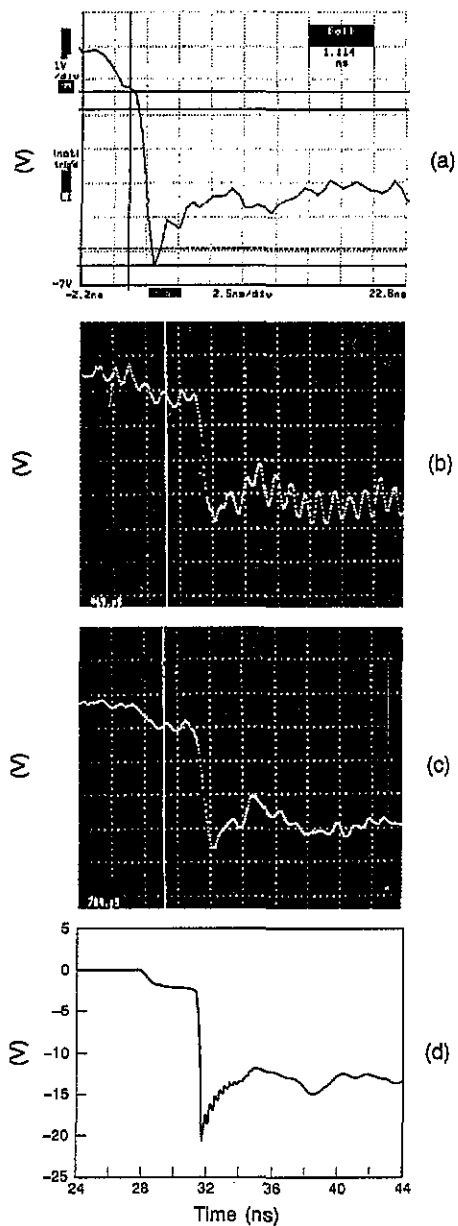 Fall
1.114
ns
1V
/div
(V)
(a)
-7V
-2.2ns
2.5ns/div
22.8ns
(V)
(b)
(V)
(c)
5
0
-5
-10
-15
-20
-25
(V)
(d)
24
28
32
36
40
44
Time (ns)